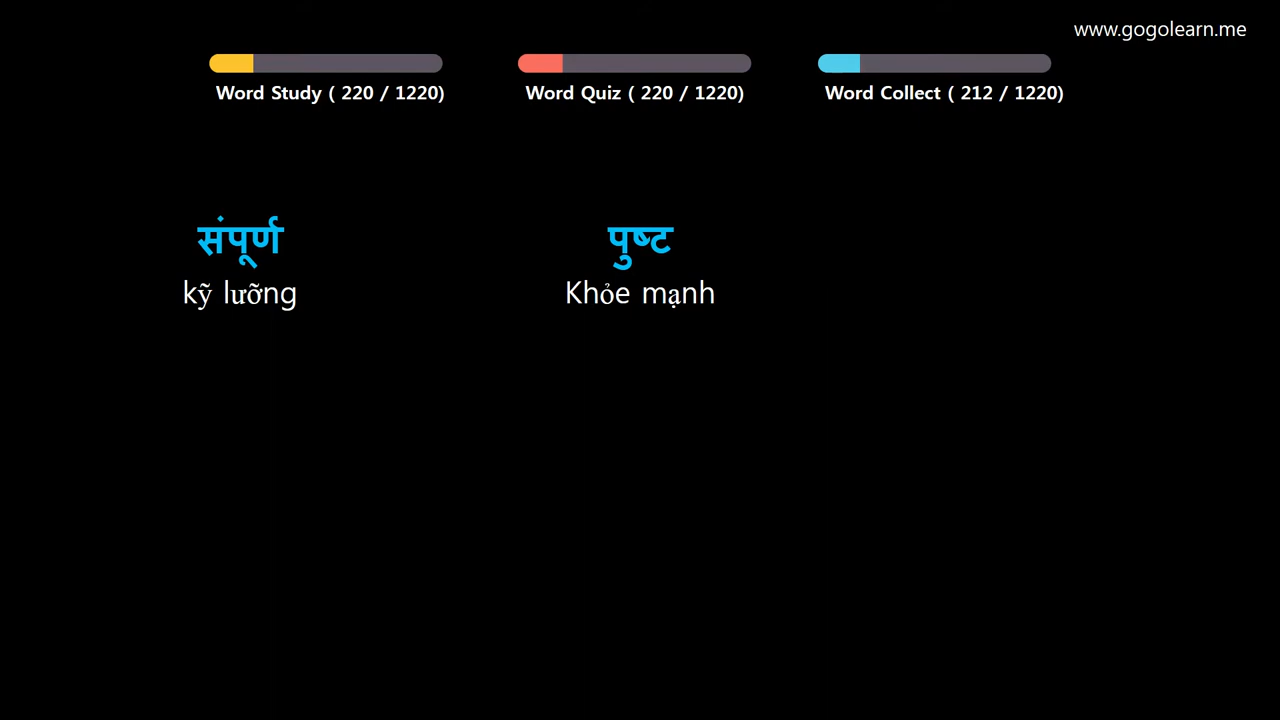 www.gogolearn.me
Word Study ( 220 / 1220)
Word Quiz ( 220 / 1220)
Word Collect ( 212 / 1220)
संपूर्ण
kỹ lưỡng
पुष्ट
Khỏe mạnh